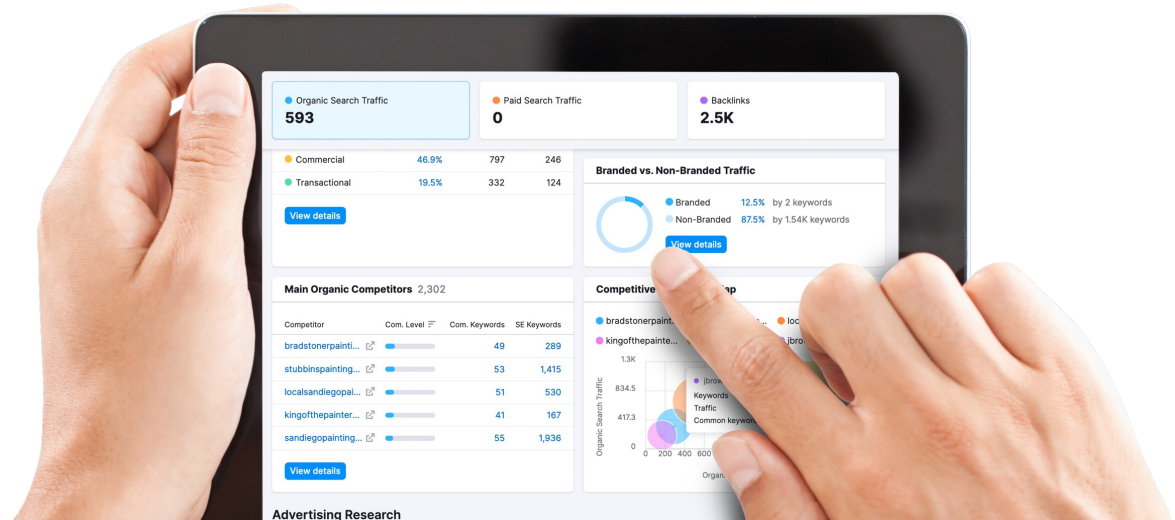 Organic Search Traffic
593
Paid Search Traffic
0
Backlinks
2.5K
Commercial 46.9% 797 246
Transactional 19.5% 332 124
View details
Branded vs. Non-Branded Traffic
Branded 12.5% by 2 keywords
Non-Branded 87.5% by 1.54K keywords
View details
Main Organic Competitors 2,302
Competitor Com. Level Com. Keywords SE Keywords
bradstonerpainti... 49 289
stubbinspainting... 53 1,415
localsandiegopai... 51 530
kingofthepainter... 41 167
sandiegopainting... 55 1,936
View details
Competitive
bradstonerpaint
kingofthepainte...
1.3K
834.5
417.3
0
0 200 400 600
Organic Search Traffic
Keywords
Traffic
Common keywor
Advertising Research